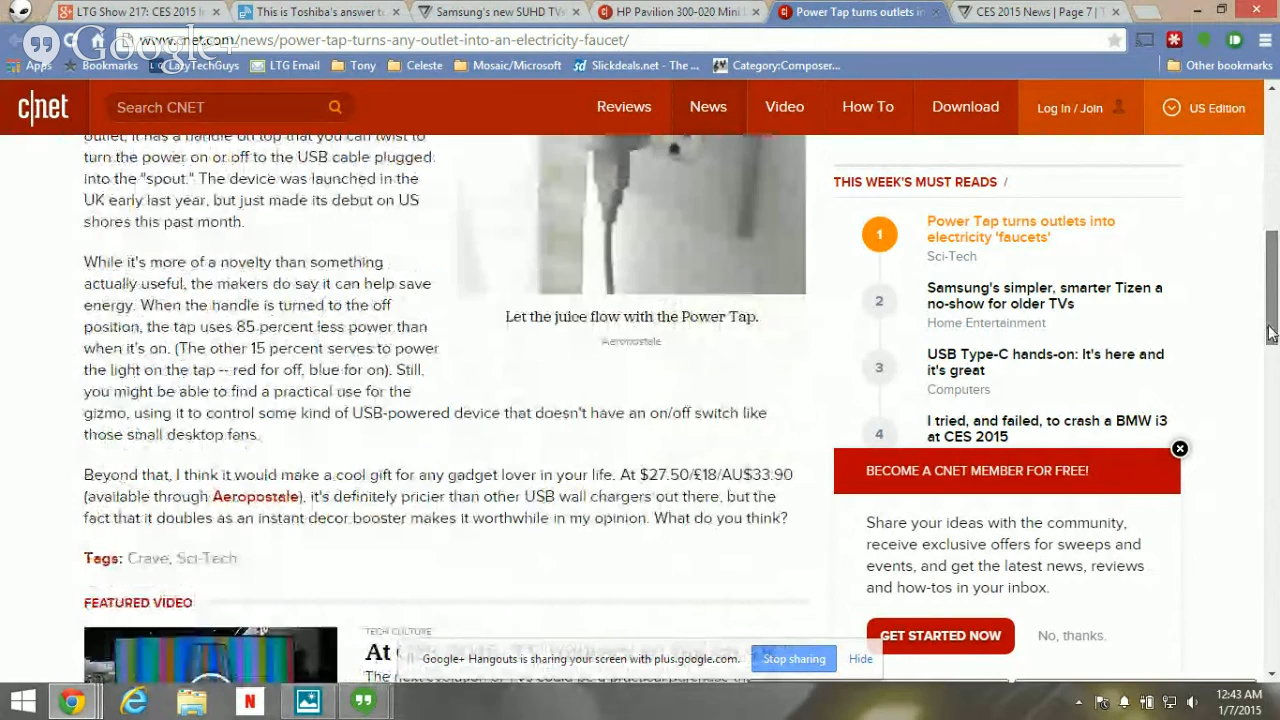 LTG Show 217: CES 2015 In
This is Toshiba's answer t
Samsung's new SUHD TVs
HP Pavilion 300-020 Mini
Power Tap turns outlets in
CES 2015 News | Page 7 | T
www.cnet.com/news/power-tap-turns-any-outlet-into-an-electricity-faucet/
Google+
Apps
Bookmarks
LazyTechGuys
LTG Email
Tony
Celeste
Mosaic/Microsoft
Slickdeals.net - The ...
Category:Composer...
Other bookmarks
c|net
Search CNET
Reviews
News
Video
How To
Download
Log In / Join
US Edition
outlet, it has a handle on top that you can twist to
turn the power on or off to the USB cable plugged
into the "spout." The device was launched in the
UK early last year, but just made its debut on US
shores this past month.
While it's more of a novelty than something
actually useful, the makers do say it can help save
energy. When the handle is turned to the off
position, the tap uses 85 percent less power than
when it's on. (The other 15 percent serves to power
the light on the tap -- red for off, blue for on). Still,
you might be able to find a practical use for the
gizmo, using it to control some kind of USB-powered device that doesn't have an on/off switch like
those small desktop fans.
Beyond that, I think it would make a cool gift for any gadget lover in your life. At $27.50/£18/AU$33.90
(available through Aeropostale), it's definitely pricier than other USB wall chargers out there, but the
fact that it doubles as an instant decor booster makes it worthwhile in my opinion. What do you think?
Tags: Crave, Sci-Tech
FEATURED VIDEO
TECH CULTURE
At
Let the juice flow with the Power Tap.
Aeropostale
THIS WEEK'S MUST READS /
1
Power Tap turns outlets into
electricity 'faucets'
Sci-Tech
2
Samsung's simpler, smarter Tizen a
no-show for older TVs
Home Entertainment
3
USB Type-C hands-on: It's here and
it's great
Computers
4
I tried, and failed, to crash a BMW i3
at CES 2015
BECOME A CNET MEMBER FOR FREE!
Share your ideas with the community,
receive exclusive offers for sweeps and
events, and get the latest news, reviews
and how-tos in your inbox.
GET STARTED NOW
No, thanks.
Google+ Hangouts is sharing your screen with plus.google.com.
Stop sharing
Hide
12:43 AM
1/7/2015